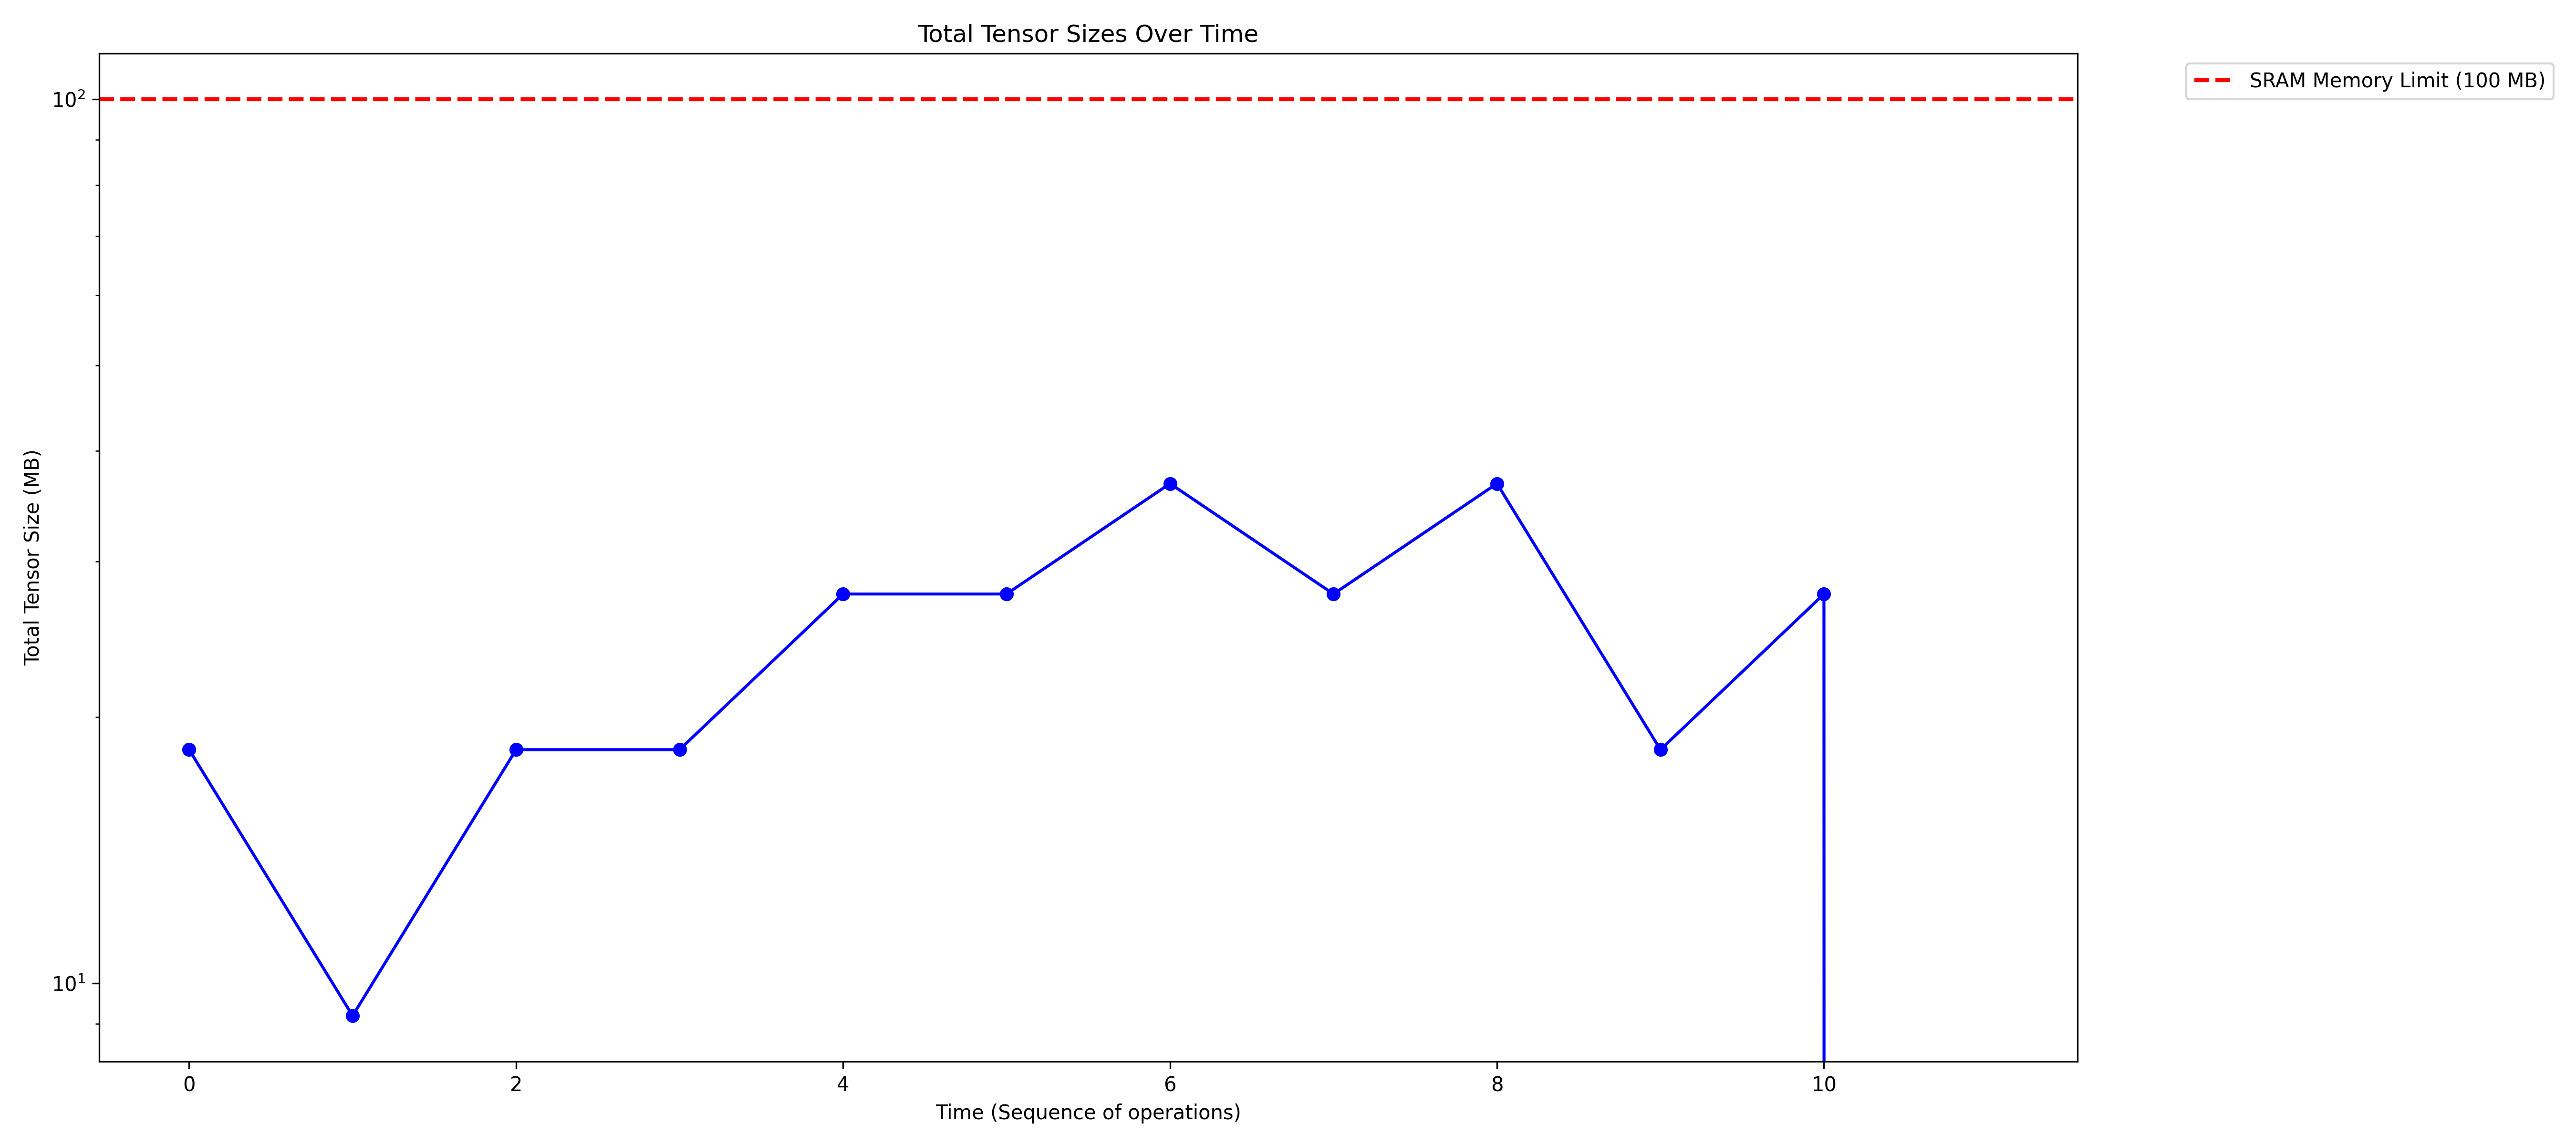 Total Tensor Sizes Over Time
SRAM Memory Limit (100 MB)
10²
10¹
Total Tensor Size (MB)
0 2 4 6 8 10
Time (Sequence of operations)